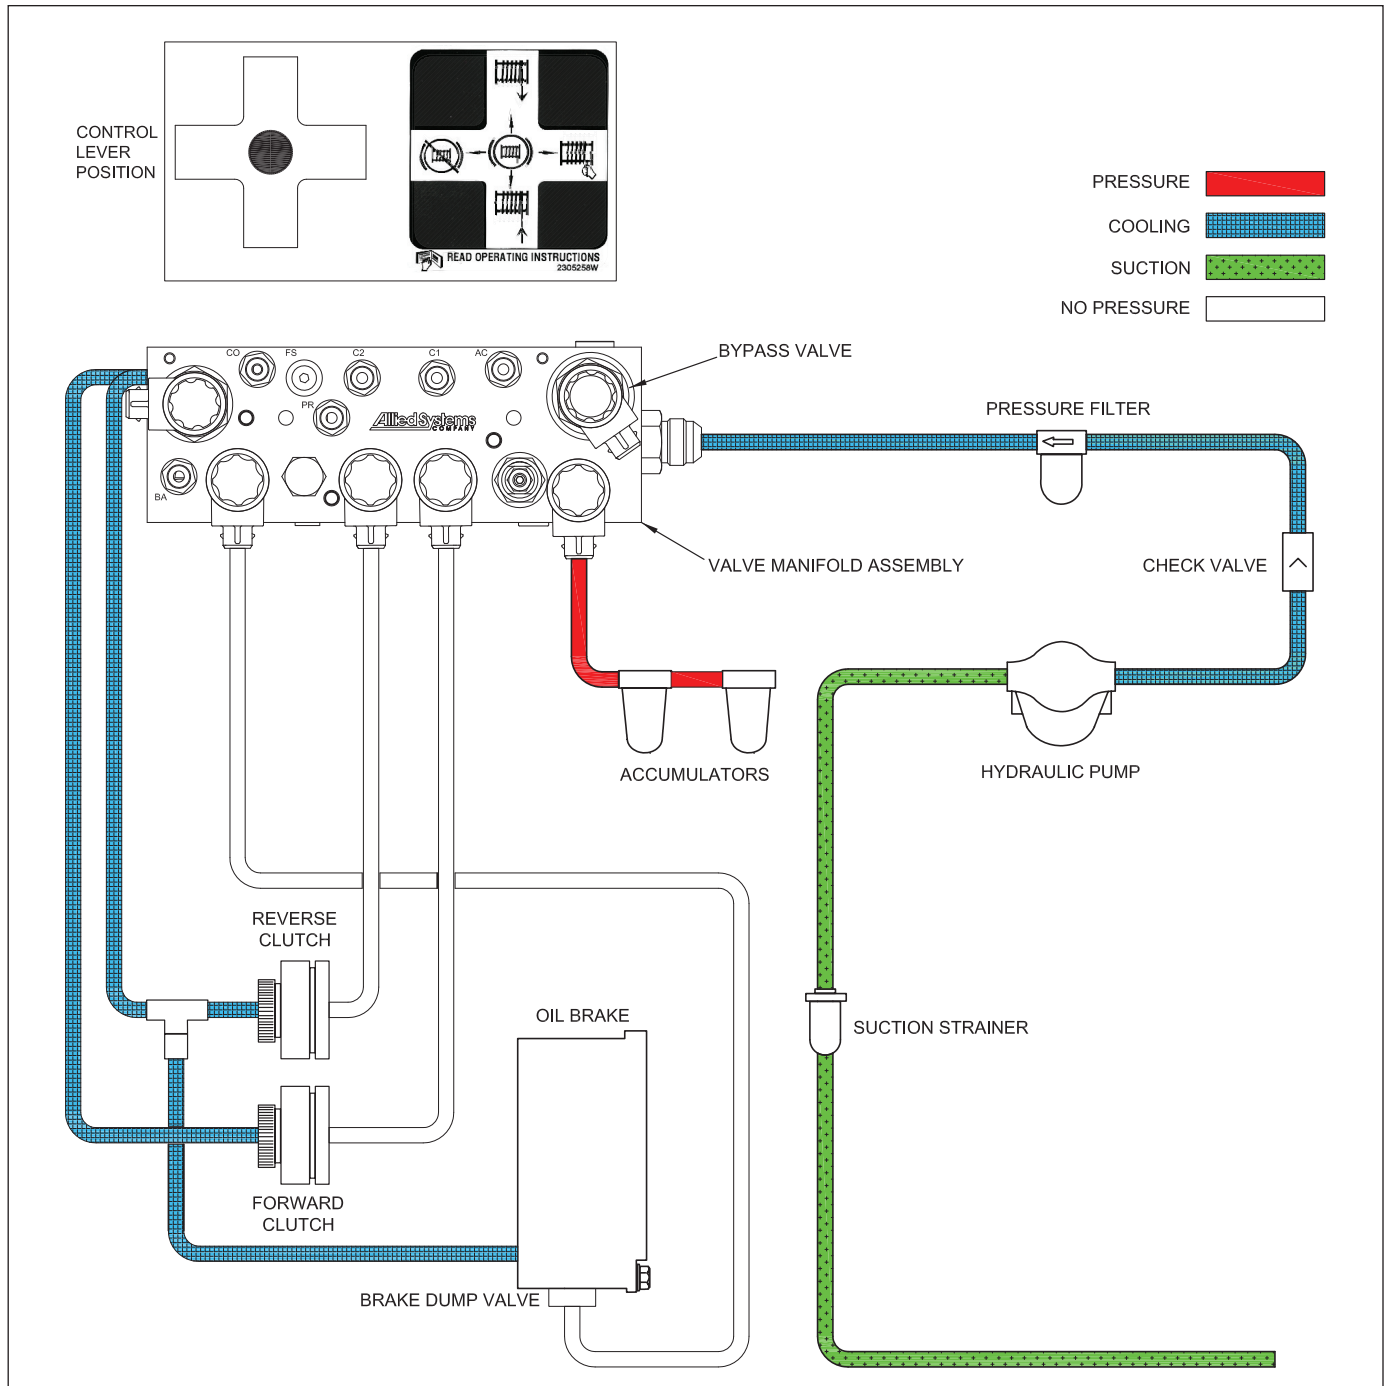 CONTROL
LEVER
POSITION
READ OPERATING INSTRUCTIONS
2305258W
PRESSURE
COOLING
SUCTION
NO PRESSURE
CO
FS
C2
C1
AC
PR
BA
Allied Systems
COMPANY
BYPASS VALVE
PRESSURE FILTER
VALVE MANIFOLD ASSEMBLY
CHECK VALVE
ACCUMULATORS
HYDRAULIC PUMP
REVERSE
CLUTCH
OIL BRAKE
SUCTION STRAINER
FORWARD
CLUTCH
BRAKE DUMP VALVE